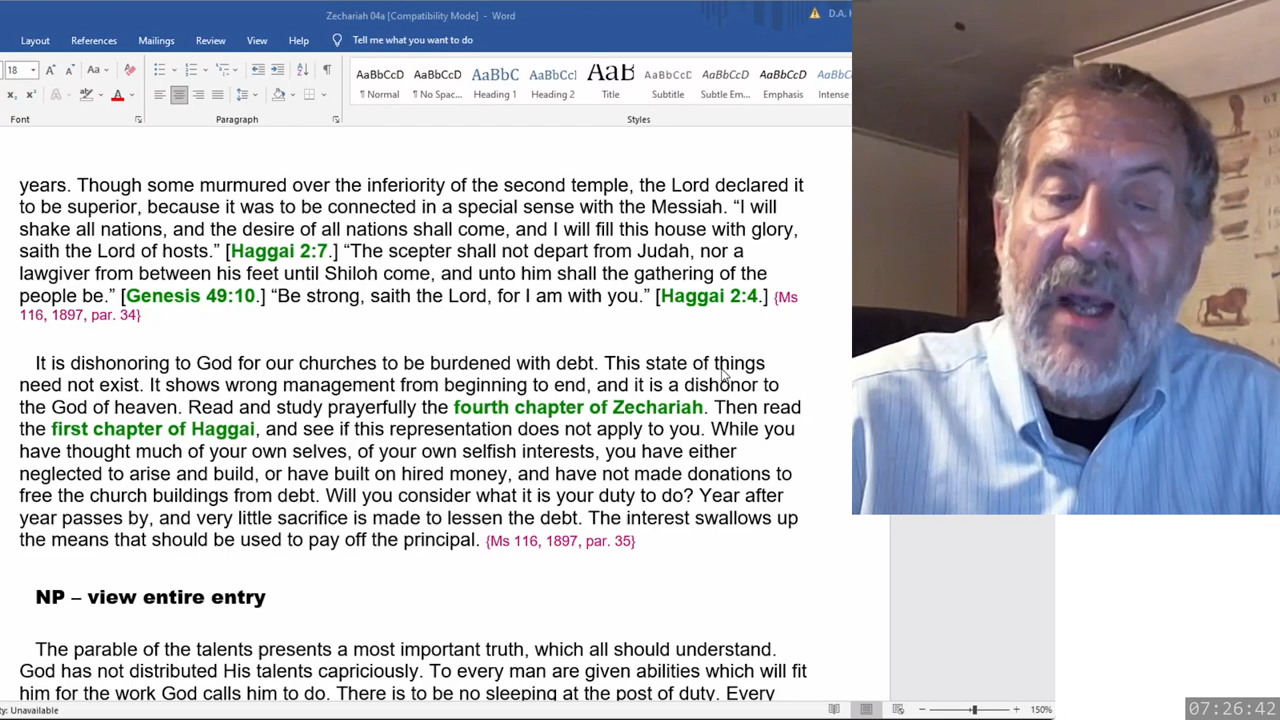 Zechariah 04a [Compatibility Mode] - Word
D.A.
Layout References Mailings Review View Help Tell me what you want to do
18 Aa
AaBbCcD AaBbCcD AaBbC AaBbCcI AaB AaBbCcD AaBbCcD AaBbCcD AaBbCcD
¶ Normal ¶ No Spac... Heading 1 Heading 2 Title Subtitle Subtle Em... Emphasis Intense
Font Paragraph Styles
years. Though some murmured over the inferiority of the second temple, the Lord declared it
to be superior, because it was to be connected in a special sense with the Messiah. “I will
shake all nations, and the desire of all nations shall come, and I will fill this house with glory,
saith the Lord of hosts.” [Haggai 2:7.] “The scepter shall not depart from Judah, nor a
lawgiver from between his feet until Shiloh come, and unto him shall the gathering of the
people be.” [Genesis 49:10.] “Be strong, saith the Lord, for I am with you.” [Haggai 2:4.] {Ms
116, 1897, par. 34}
It is dishonoring to God for our churches to be burdened with debt. This state of things
need not exist. It shows wrong management from beginning to end, and it is a dishonor to
the God of heaven. Read and study prayerfully the fourth chapter of Zechariah. Then read
the first chapter of Haggai, and see if this representation does not apply to you. While you
have thought much of your own selves, of your own selfish interests, you have either
neglected to arise and build, or have built on hired money, and have not made donations to
free the church buildings from debt. Will you consider what it is your duty to do? Year after
year passes by, and very little sacrifice is made to lessen the debt. The interest swallows up
the means that should be used to pay off the principal. {Ms 116, 1897, par. 35}
NP – view entire entry
The parable of the talents presents a most important truth, which all should understand.
God has not distributed His talents capriciously. To every man are given abilities which will fit
him for the work God calls him to do. There is to be no sleeping at the post of duty. Every
ty: Unavailable
150%
07:26:42